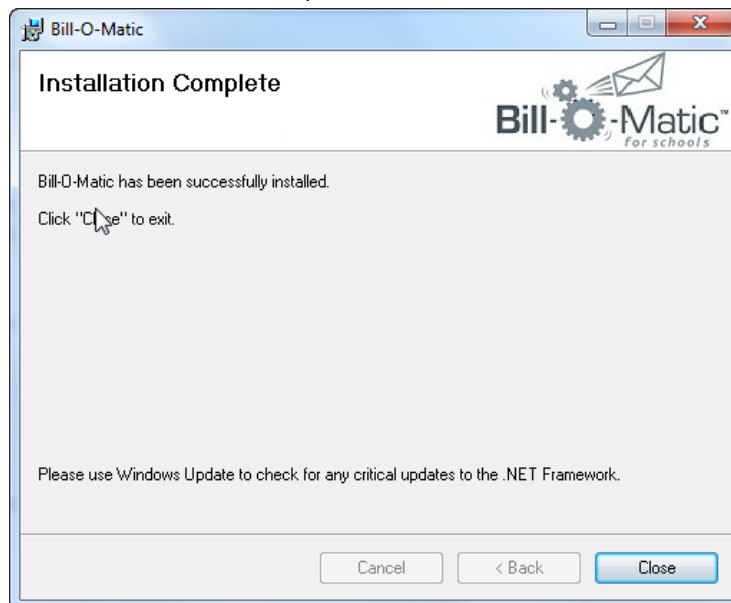 Bill-O-Matic
Installation Complete
Bill-O-Matic™
for schools
Bill-O-Matic has been successfully installed.
Click "Close" to exit.
Please use Windows Update to check for any critical updates to the .NET Framework.
Cancel
< Back
Close